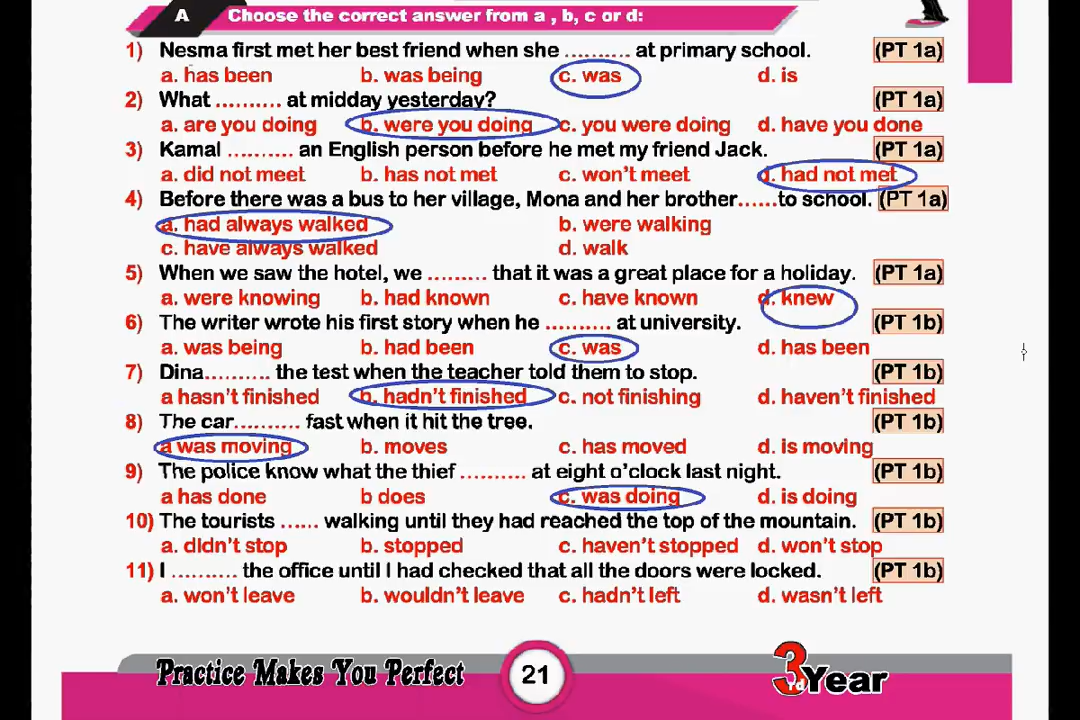 A Choose the correct answer from a , b, c or d:
1) Nesma first met her best friend when she .......... at primary school. (PT 1a)
a. has been b. was being c. was d. is
2) What .......... at midday yesterday? (PT 1a)
a. are you doing b. were you doing c. you were doing d. have you done
3) Kamal .......... an English person before he met my friend Jack. (PT 1a)
a. did not meet b. has not met c. won't meet d. had not met
4) Before there was a bus to her village, Mona and her brother......to school. (PT 1a)
a. had always walked b. were walking
c. have always walked d. walk
5) When we saw the hotel, we ......... that it was a great place for a holiday. (PT 1a)
a. were knowing b. had known c. have known d. knew
6) The writer wrote his first story when he .......... at university. (PT 1b)
a. was being b. had been c. was d. has been
7) Dina.......... the test when the teacher told them to stop. (PT 1b)
a hasn't finished b. hadn't finished c. not finishing d. haven't finished
8) The car.......... fast when it hit the tree. (PT 1b)
a was moving b. moves c. has moved d. is moving
9) The police know what the thief .......... at eight o'clock last night. (PT 1b)
a has done b does c. was doing d. is doing
10) The tourists ...... walking until they had reached the top of the mountain. (PT 1b)
a. didn't stop b. stopped c. haven't stopped d. won't stop
11) I .......... the office until I had checked that all the doors were locked. (PT 1b)
a. won't leave b. wouldn't leave c. hadn't left d. wasn't left
Practice Makes You Perfect 21 3rd Year